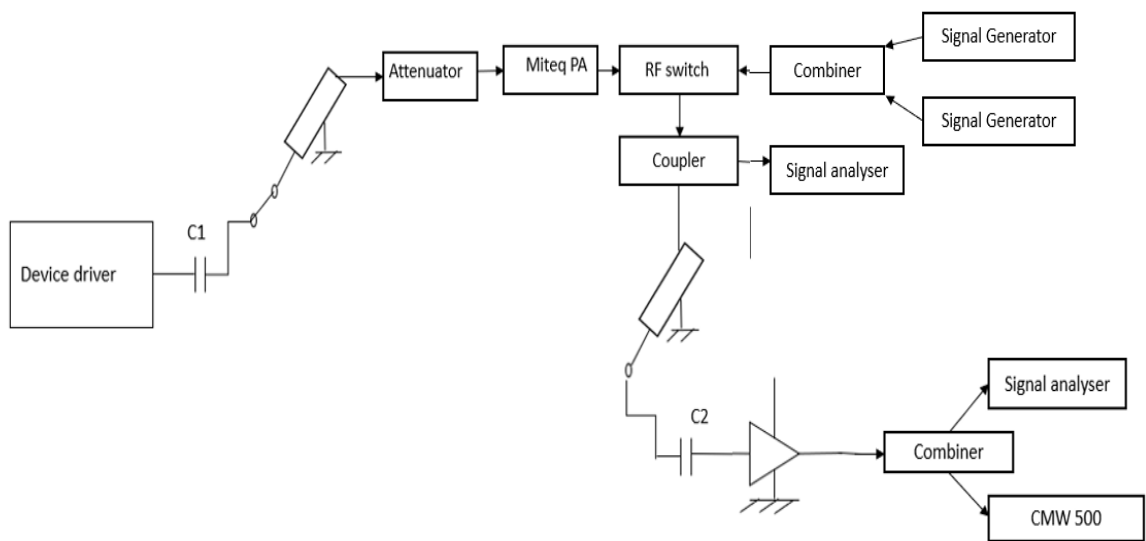 Signal Generator
Attenuator
Miteq PA
RF switch
Combiner
Signal Generator
Coupler
Signal analyser
C1
Device driver
C2
Signal analyser
Combiner
CMW 500